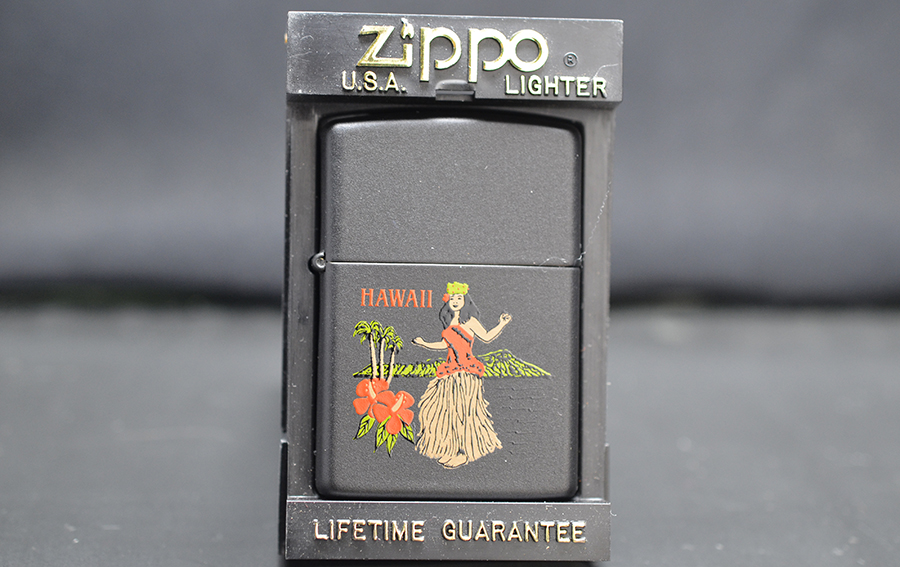 zippo ®
U.S.A. LIGHTER
HAWAII
LIFETIME GUARANTEE